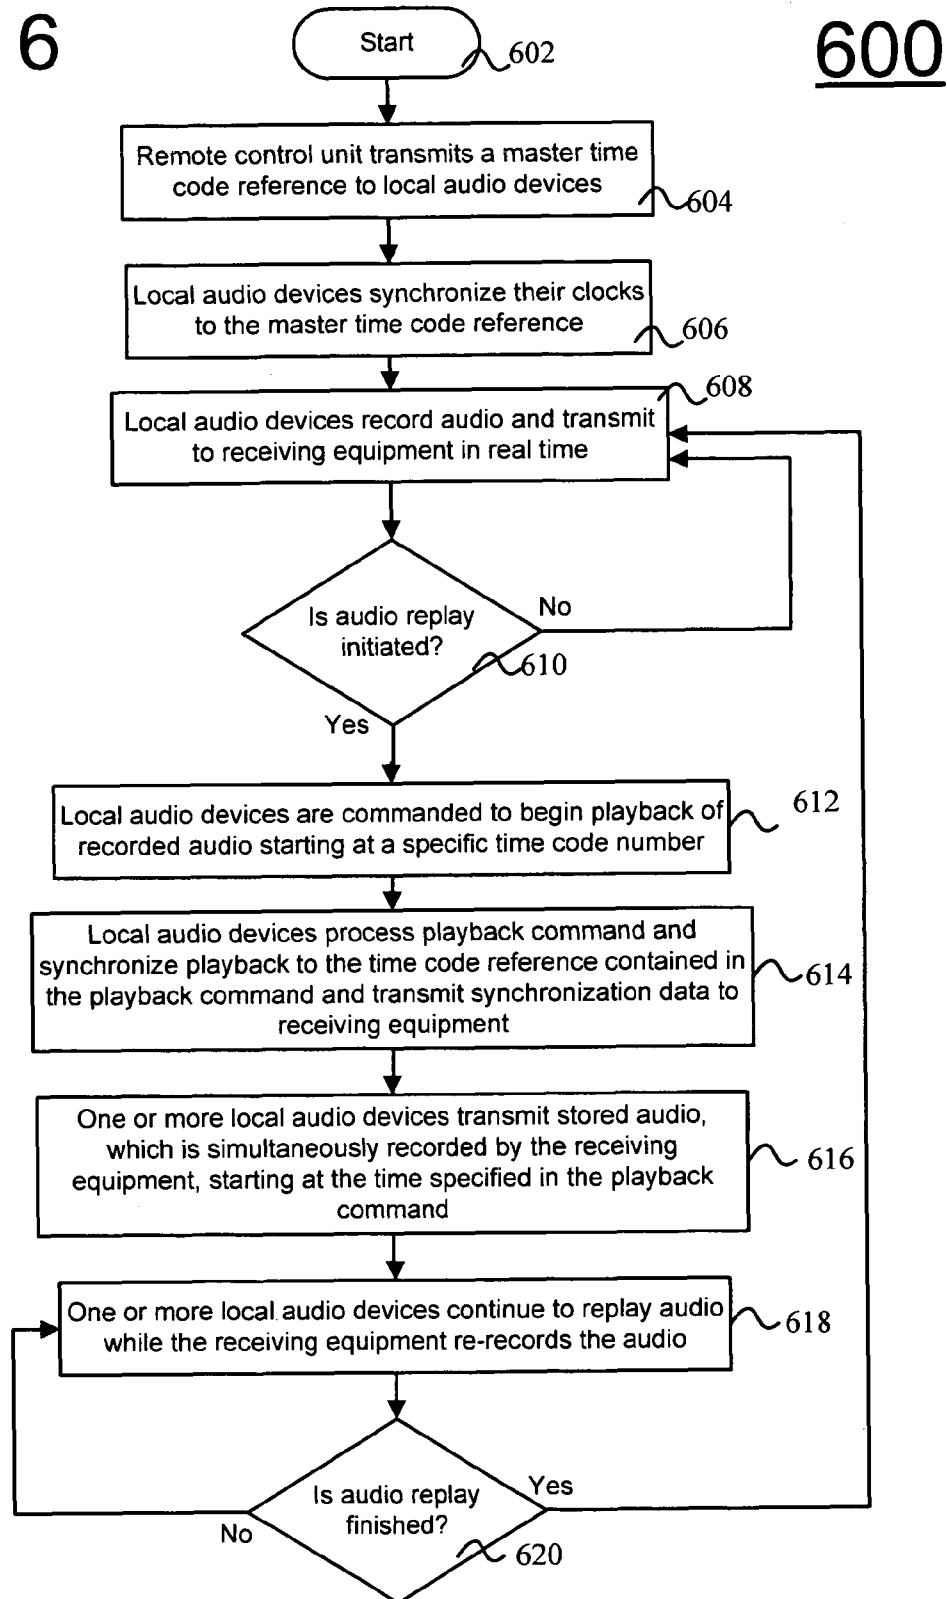 6
600
Start
602
Remote control unit transmits a master time
code reference to local audio devices
604
Local audio devices synchronize their clocks
to the master time code reference
606
608
Local audio devices record audio and transmit
to receiving equipment in real time
Is audio replay
initiated?
No
610
Yes
Local audio devices are commanded to begin playback of
recorded audio starting at a specific time code number
612
Local audio devices process playback command and
synchronize playback to the time code reference contained in
the playback command and transmit synchronization data to
receiving equipment
614
One or more local audio devices transmit stored audio,
which is simultaneously recorded by the receiving
equipment, starting at the time specified in the playback
command
616
One or more local audio devices continue to replay audio
while the receiving equipment re-records the audio
618
Is audio replay
finished?
Yes
No
620